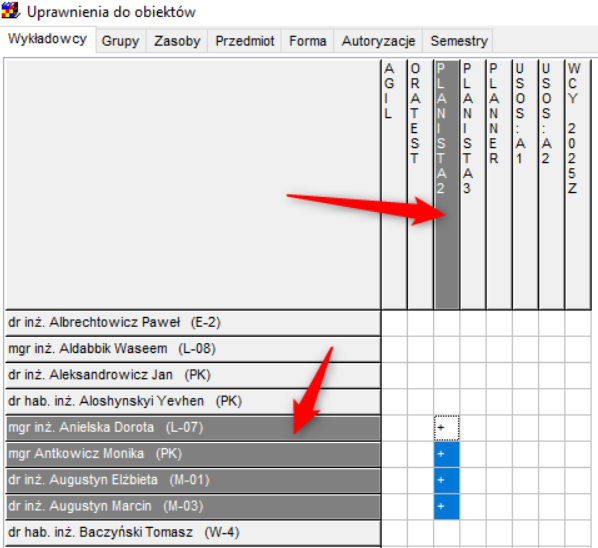 Uprawnienia do obiektów
Wykładowcy Grupy Zasoby Przedmiot Forma Autoryzacje Semestry
AGIL ORATEST PLANISTA2 PLANISTA3 PLANNER USOS:A1 USOS:A2 WCY 2025Z
dr inż. Albrechtowicz Paweł (E-2)
mgr inż. Aldabbik Waseem (L-08)
dr inż. Aleksandrowicz Jan (PK)
dr hab. inż. Aloshynskyi Yevhen (PK)
mgr inż. Anielska Dorota (L-07) +
mgr Antkowicz Monika (PK) +
dr inż. Augustyn Elżbieta (M-01) +
dr inż. Augustyn Marcin (M-03) +
dr hab. inż. Baczyński Tomasz (W-4)